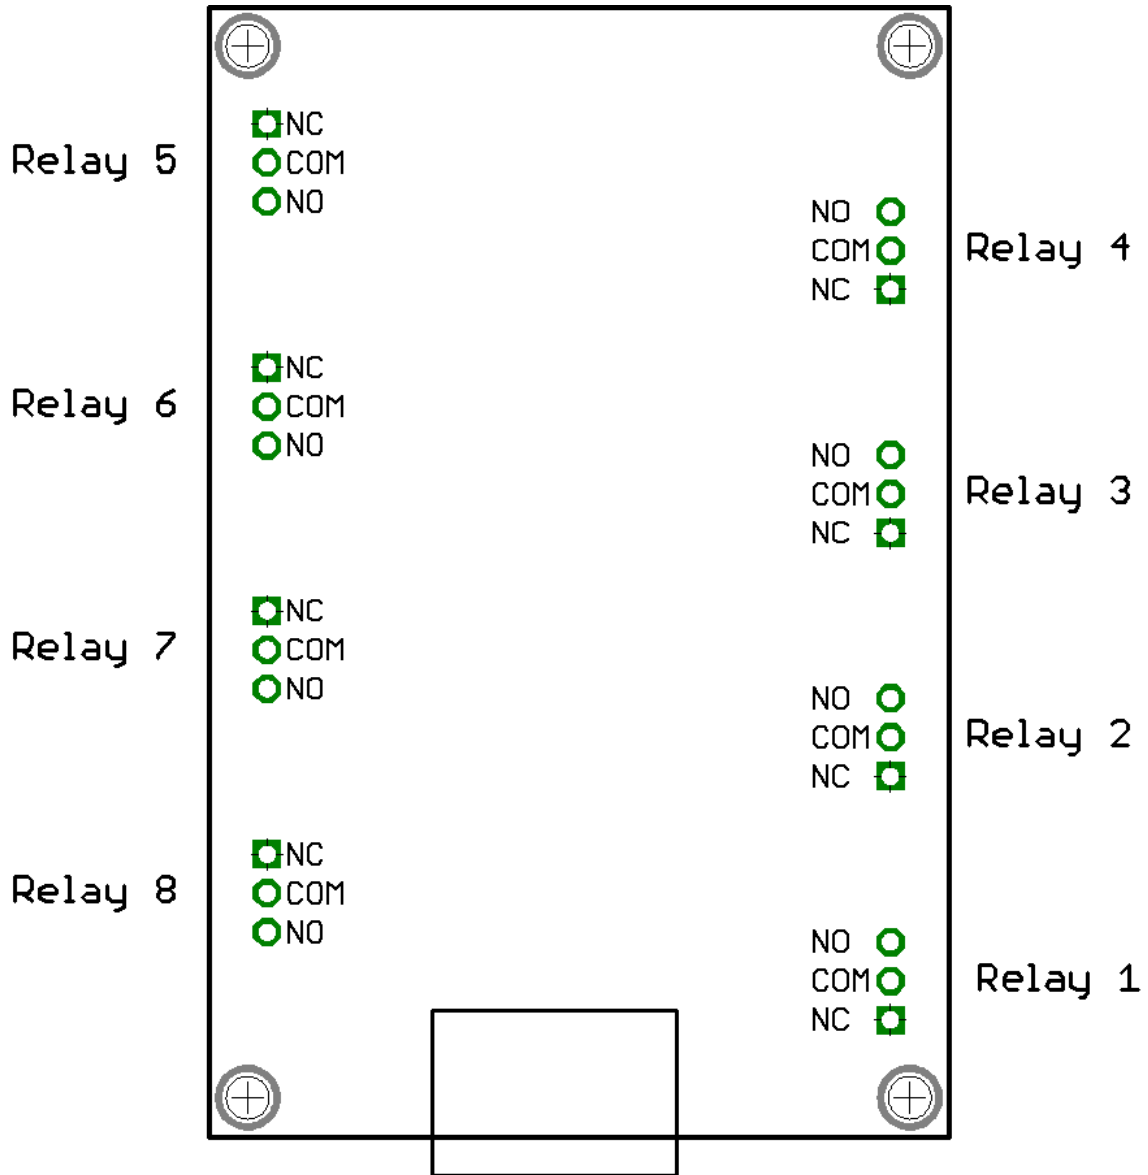 NC
Relay 5 COM
NO
NO
COM Relay 4
NC
NC
Relay 6 COM
NO
NO
COM Relay 3
NC
NC
Relay 7 COM
NO
NO
COM Relay 2
NC
NC
Relay 8 COM
NO
NO
COM Relay 1
NC